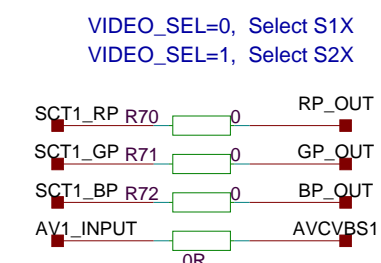 VIDEO_SEL=0, Select S1X
VIDEO_SEL=1, Select S2X
SCT1_RP R70 0 RP_OUT
SCT1_GP R71 0 GP_OUT
SCT1_BP R72 0 BP_OUT
AV1_INPUT AVCVBS1
0R